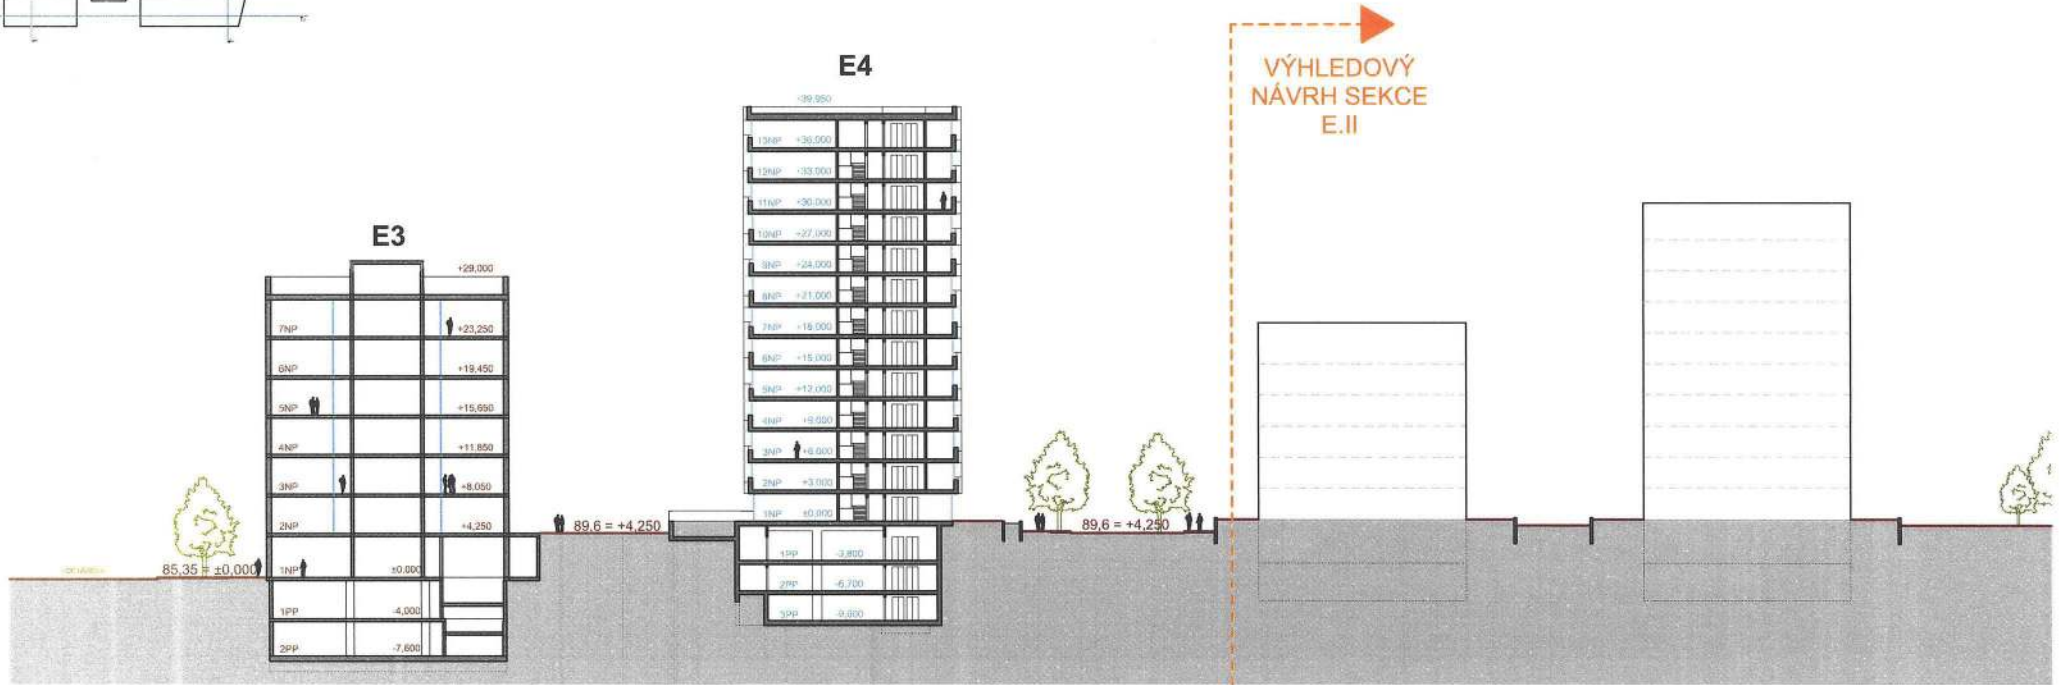 E4
VÝHLEDOVÝ
NÁVRH SEKCE
E.II
+39,950
13NP +36,000
12NP +33,000
11NP +30,000
10NP +27,000
9NP +24,000
8NP +21,000
7NP +18,000
6NP +15,000
5NP +12,000
4NP +9,000
3NP +6,000
2NP +3,000
1NP ±0,000
1PP -3,800
2PP -6,700
3PP -9,600
E3
+29,000
7NP +23,250
6NP +19,450
5NP +15,650
4NP +11,850
3NP +8,050
2NP +4,250
1NP ±0,000
1PP -4,000
2PP -7,600
85,35 = ±0,000
89,6 = +4,250
89,6 = +4,250